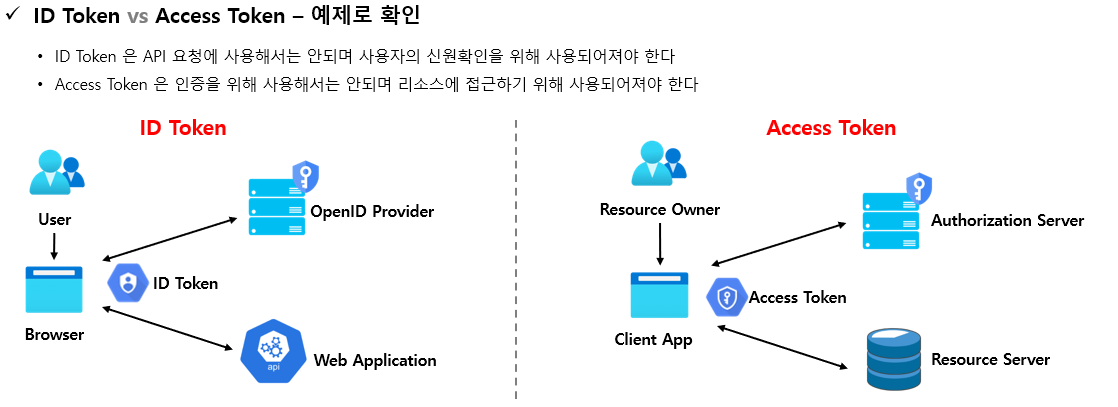 ✓ ID Token vs Access Token – 예제로 확인
• ID Token 은 API 요청에 사용해서는 안되며 사용자의 신원확인을 위해 사용되어져야 한다
• Access Token 은 인증을 위해 사용해서는 안되며 리소스에 접근하기 위해 사용되어져야 한다
ID Token
User
OpenID Provider
ID Token
Browser
api
Web Application
Access Token
Resource Owner
Authorization Server
Access Token
Client App
Resource Server